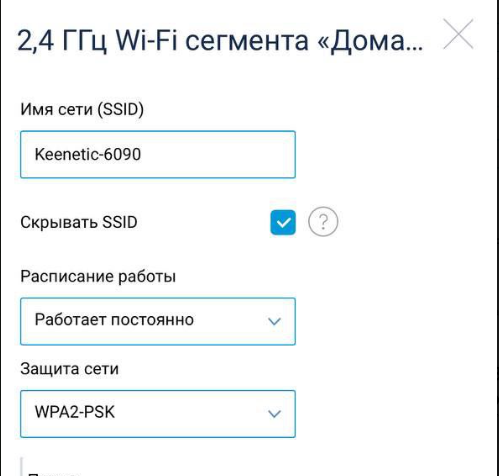 2,4 ГГц Wi-Fi сегмента «Дома...
Имя сети (SSID)
Keenetic-6090
Скрывать SSID
?
Расписание работы
Работает постоянно
Защита сети
WPA2-PSK